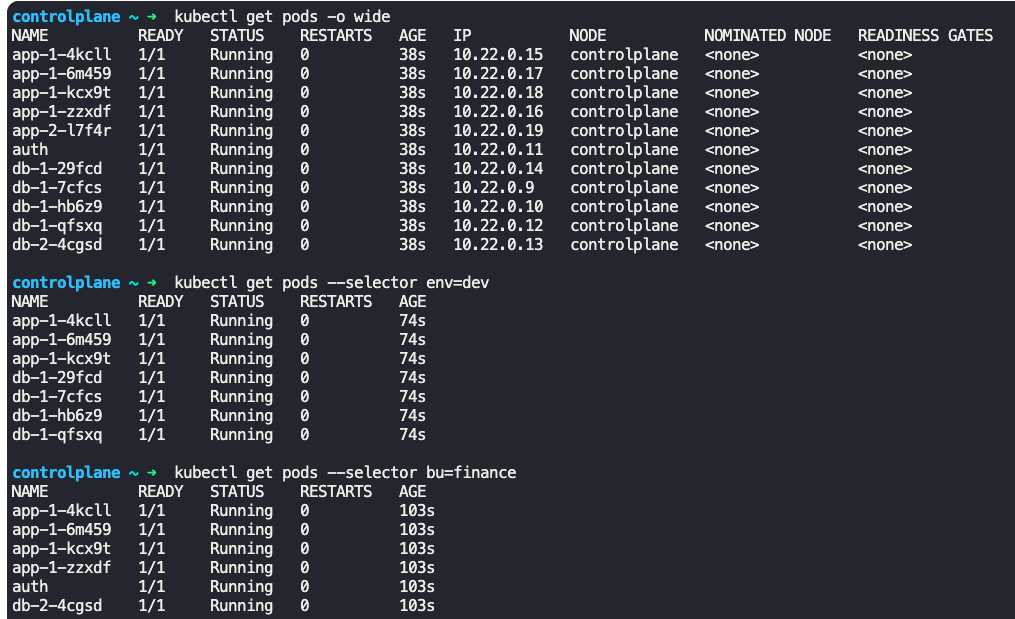 controlplane ~ ➜  kubectl get pods -o wide
NAME          READY   STATUS    RESTARTS   AGE   IP           NODE           NOMINATED NODE   READINESS GATES
app-1-4kcll   1/1     Running   0          38s   10.22.0.15   controlplane   <none>           <none>
app-1-6m459   1/1     Running   0          38s   10.22.0.17   controlplane   <none>           <none>
app-1-kcx9t   1/1     Running   0          38s   10.22.0.18   controlplane   <none>           <none>
app-1-zzxdf   1/1     Running   0          38s   10.22.0.16   controlplane   <none>           <none>
app-2-l7f4r   1/1     Running   0          38s   10.22.0.19   controlplane   <none>           <none>
auth          1/1     Running   0          38s   10.22.0.11   controlplane   <none>           <none>
db-1-29fcd    1/1     Running   0          38s   10.22.0.14   controlplane   <none>           <none>
db-1-7cfcs    1/1     Running   0          38s   10.22.0.9    controlplane   <none>           <none>
db-1-hb6z9    1/1     Running   0          38s   10.22.0.10   controlplane   <none>           <none>
db-1-qfsxq    1/1     Running   0          38s   10.22.0.12   controlplane   <none>           <none>
db-2-4cgsd    1/1     Running   0          38s   10.22.0.13   controlplane   <none>           <none>
controlplane ~ ➜  kubectl get pods --selector env=dev
NAME          READY   STATUS    RESTARTS   AGE
app-1-4kcll   1/1     Running   0          74s
app-1-6m459   1/1     Running   0          74s
app-1-kcx9t   1/1     Running   0          74s
db-1-29fcd    1/1     Running   0          74s
db-1-7cfcs    1/1     Running   0          74s
db-1-hb6z9    1/1     Running   0          74s
db-1-qfsxq    1/1     Running   0          74s
controlplane ~ ➜  kubectl get pods --selector bu=finance
NAME          READY   STATUS    RESTARTS   AGE
app-1-4kcll   1/1     Running   0          103s
app-1-6m459   1/1     Running   0          103s
app-1-kcx9t   1/1     Running   0          103s
app-1-zzxdf   1/1     Running   0          103s
auth          1/1     Running   0          103s
db-2-4cgsd    1/1     Running   0          103s